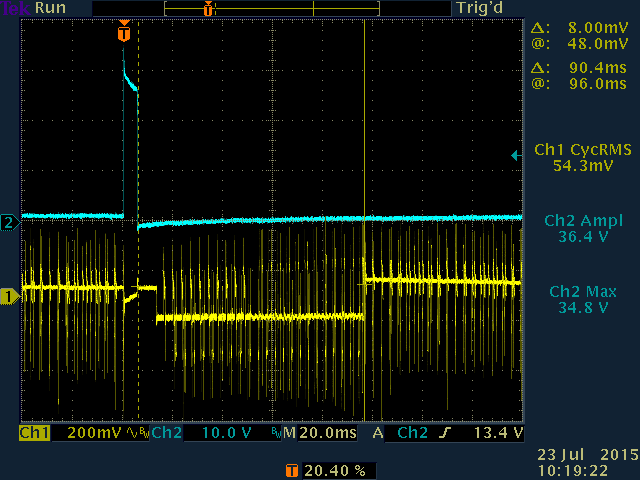 Tek Run Trig'd
T
T
Δ: 8.00mV
@: 48.0mV
Δ: 90.4ms
@: 96.0ms
Ch1 CycRMS
54.3mV
2
Ch2 Ampl
36.4 V
1
Ch2 Max
34.8 V
Ch1 200mV ∿BW Ch2 10.0 V BW M 20.0ms A Ch2 ƒ 13.4 V
T 20.40 %
23 Jul 2015
10:19:22